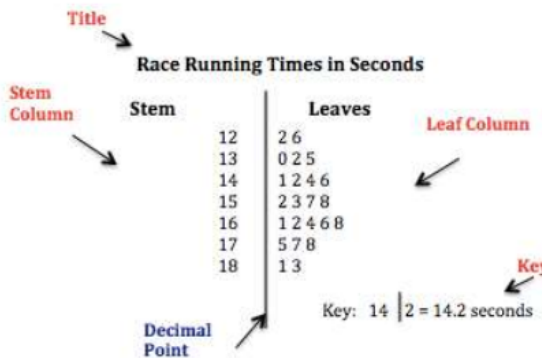 Title
Race Running Times in Seconds
Stem
Column
Stem
Leaves
Leaf Column
12 2 6
13 0 2 5
14 1 2 4 6
15 2 3 7 8
16 1 2 4 6 8
17 5 7 8
18 1 3
Key
Key: 14 |2 = 14.2 seconds
Decimal
Point